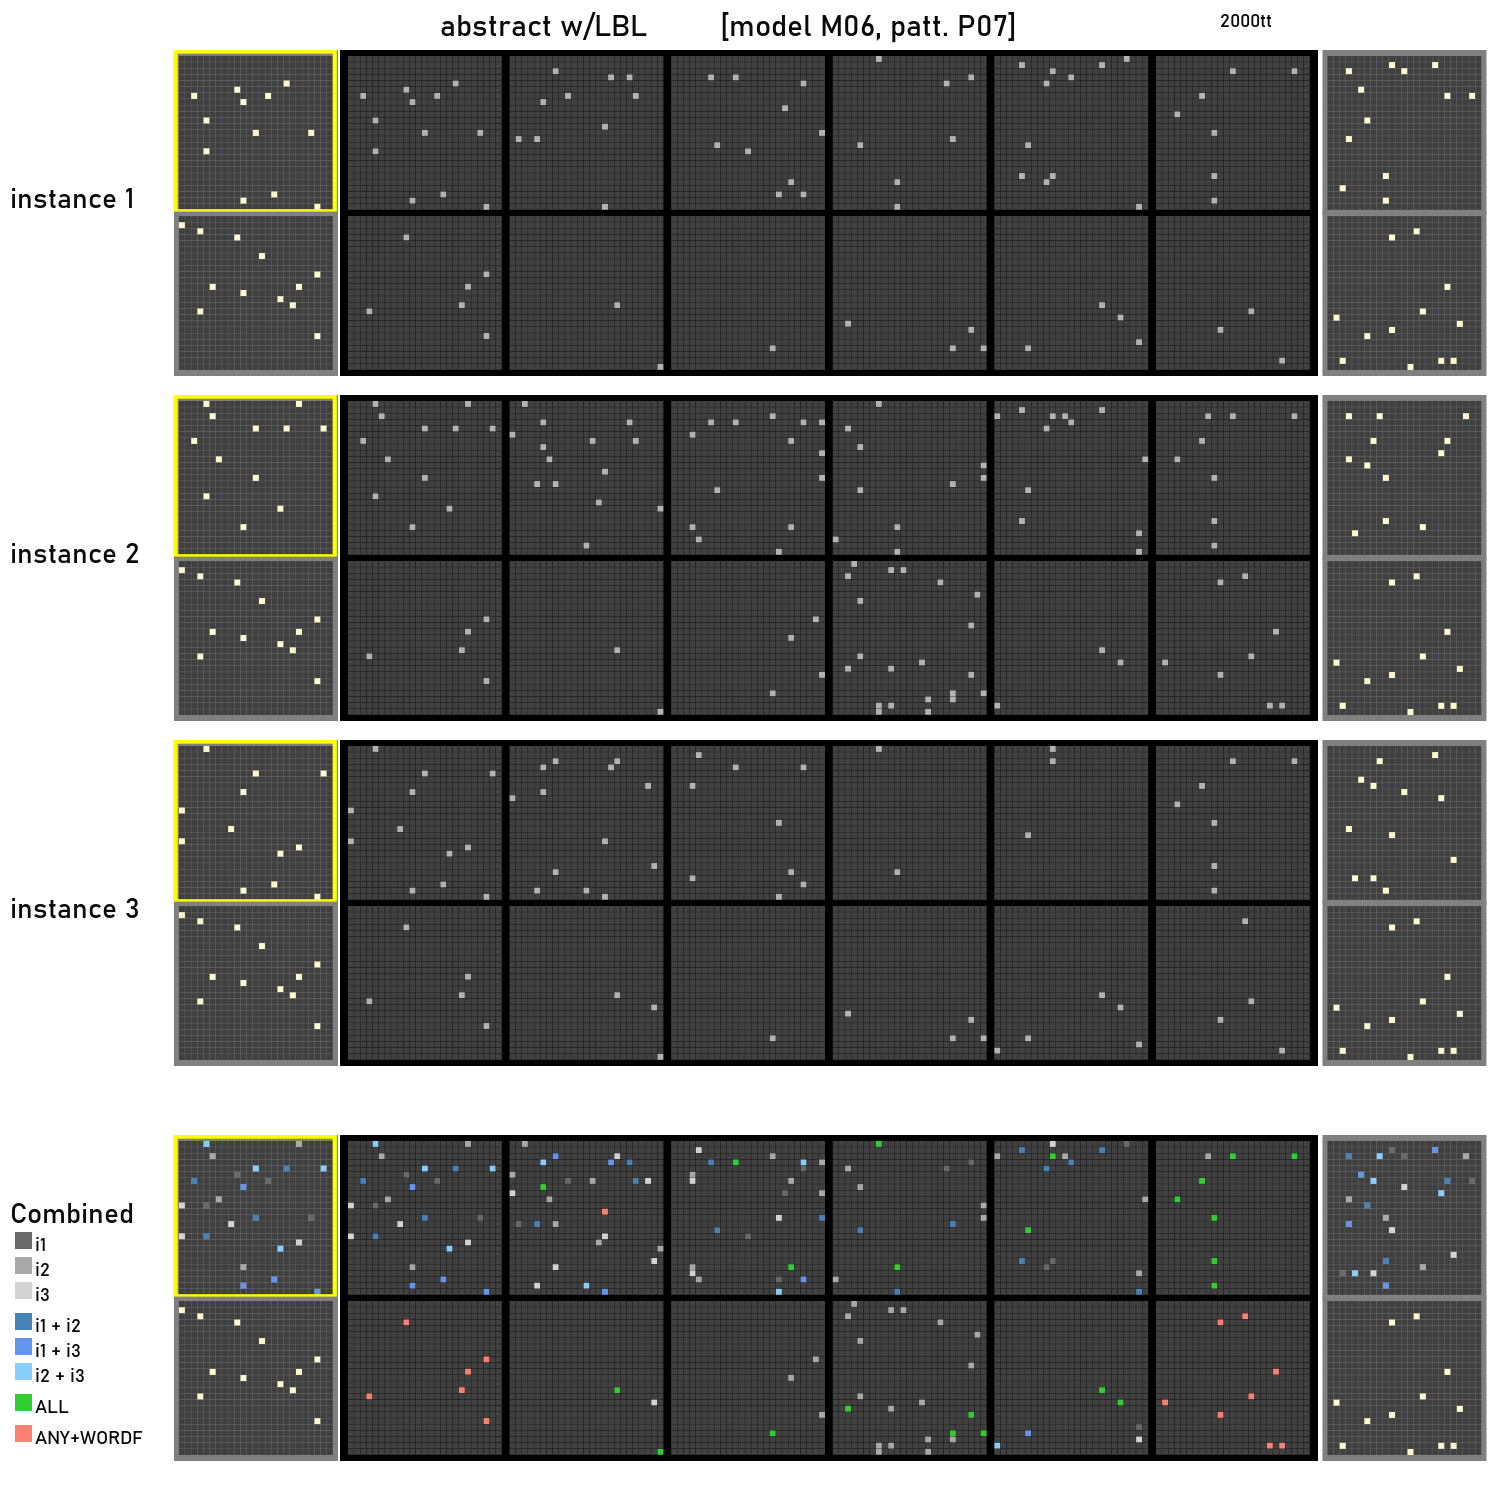 abstract w/LBL [model M06, patt. P07] 2000tt
instance 1
instance 2
instance 3
Combined
i1
i2
i3
i1 + i2
i1 + i3
i2 + i3
ALL
ANY+WORDF